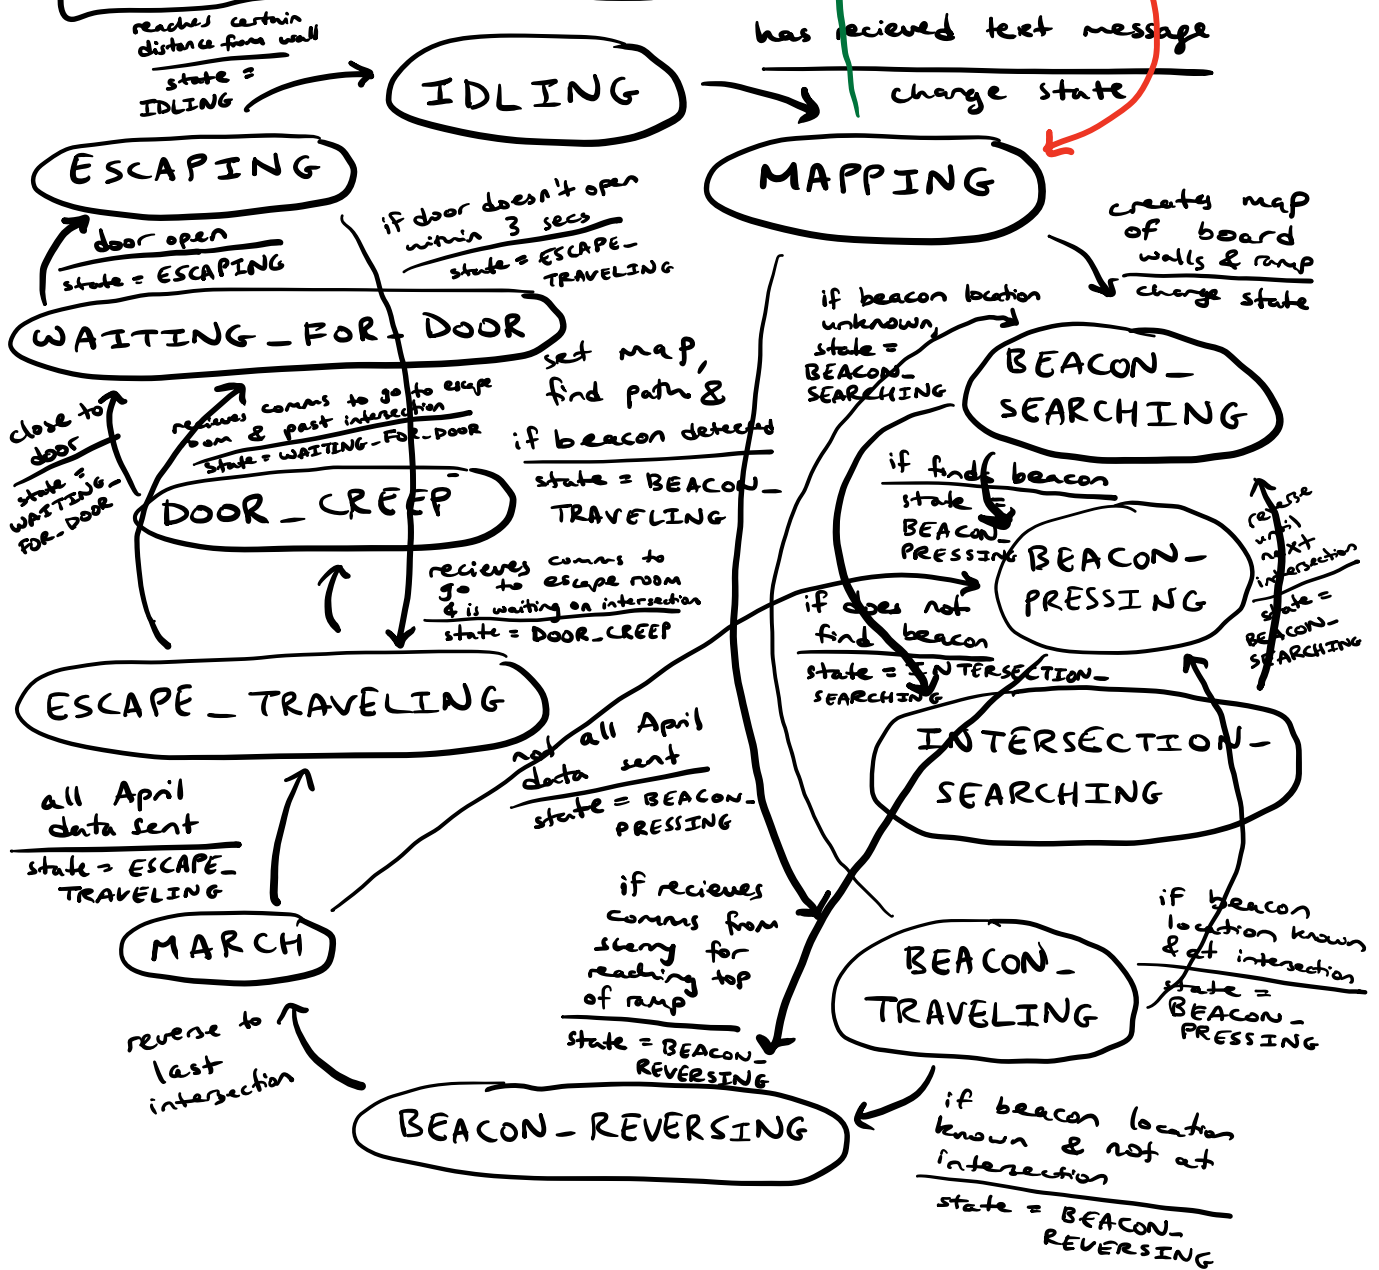 reaches certain
distance from wall
state =
IDLING
IDLING
has recieved text message
change state
ESCAPING
MAPPING
if door doesn't open
within 3 secs
state = ESCAPE_
TRAVELING
creates map
of board
walls & ramp
change state
door open
state = ESCAPING
WAITING_FOR_DOOR
if beacon location
unknown,
state =
BEACON_
SEARCHING
BEACON_
SEARCHING
set map,
find path &
if beacon detected
state = BEACON_
TRAVELING
close to
door
state =
WAITING_
FOR_DOOR
recieves comms to go to escape
oom & past intersection
state = WAITING_FOR_DOOR
DOOR_CREEP
if finds beacon
state =
BEACON_
PRESSING
BEACON_
PRESSING
reverse
until
next
intersection
state =
BEACON_
SEARCHING
recieves comms to
go to escape room
& is waiting on intersection
state = DOOR_CREEP
if does not
find beacon
state = INTERSECTION_
SEARCHING
ESCAPE_TRAVELING
INTERSECTION_
SEARCHING
not all April
data sent
state = BEACON_
PRESSING
all April
data sent
state = ESCAPE_
TRAVELING
MARCH
if recieves
comms from
for
reaching top
of ramp
state = BEACON_
REVERSING
BEACON_
TRAVELING
if beacon
location known
& at intersection
state =
BEACON_
PRESSING
reverse to
last
intersection
BEACON_REVERSING
if beacon location
known & not at
intersection
state = BEACON_
REVERSING